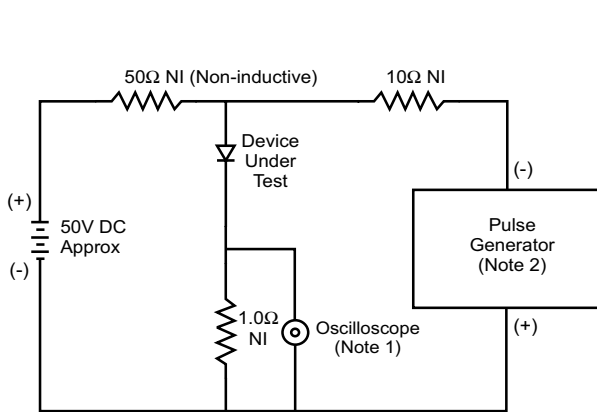 50Ω NI (Non-inductive)
10Ω NI
Device
Under
Test
(-)
(+)
50V DC
Approx
(-)
Pulse
Generator
(Note 2)
1.0Ω
NI
Oscilloscope
(Note 1)
(+)